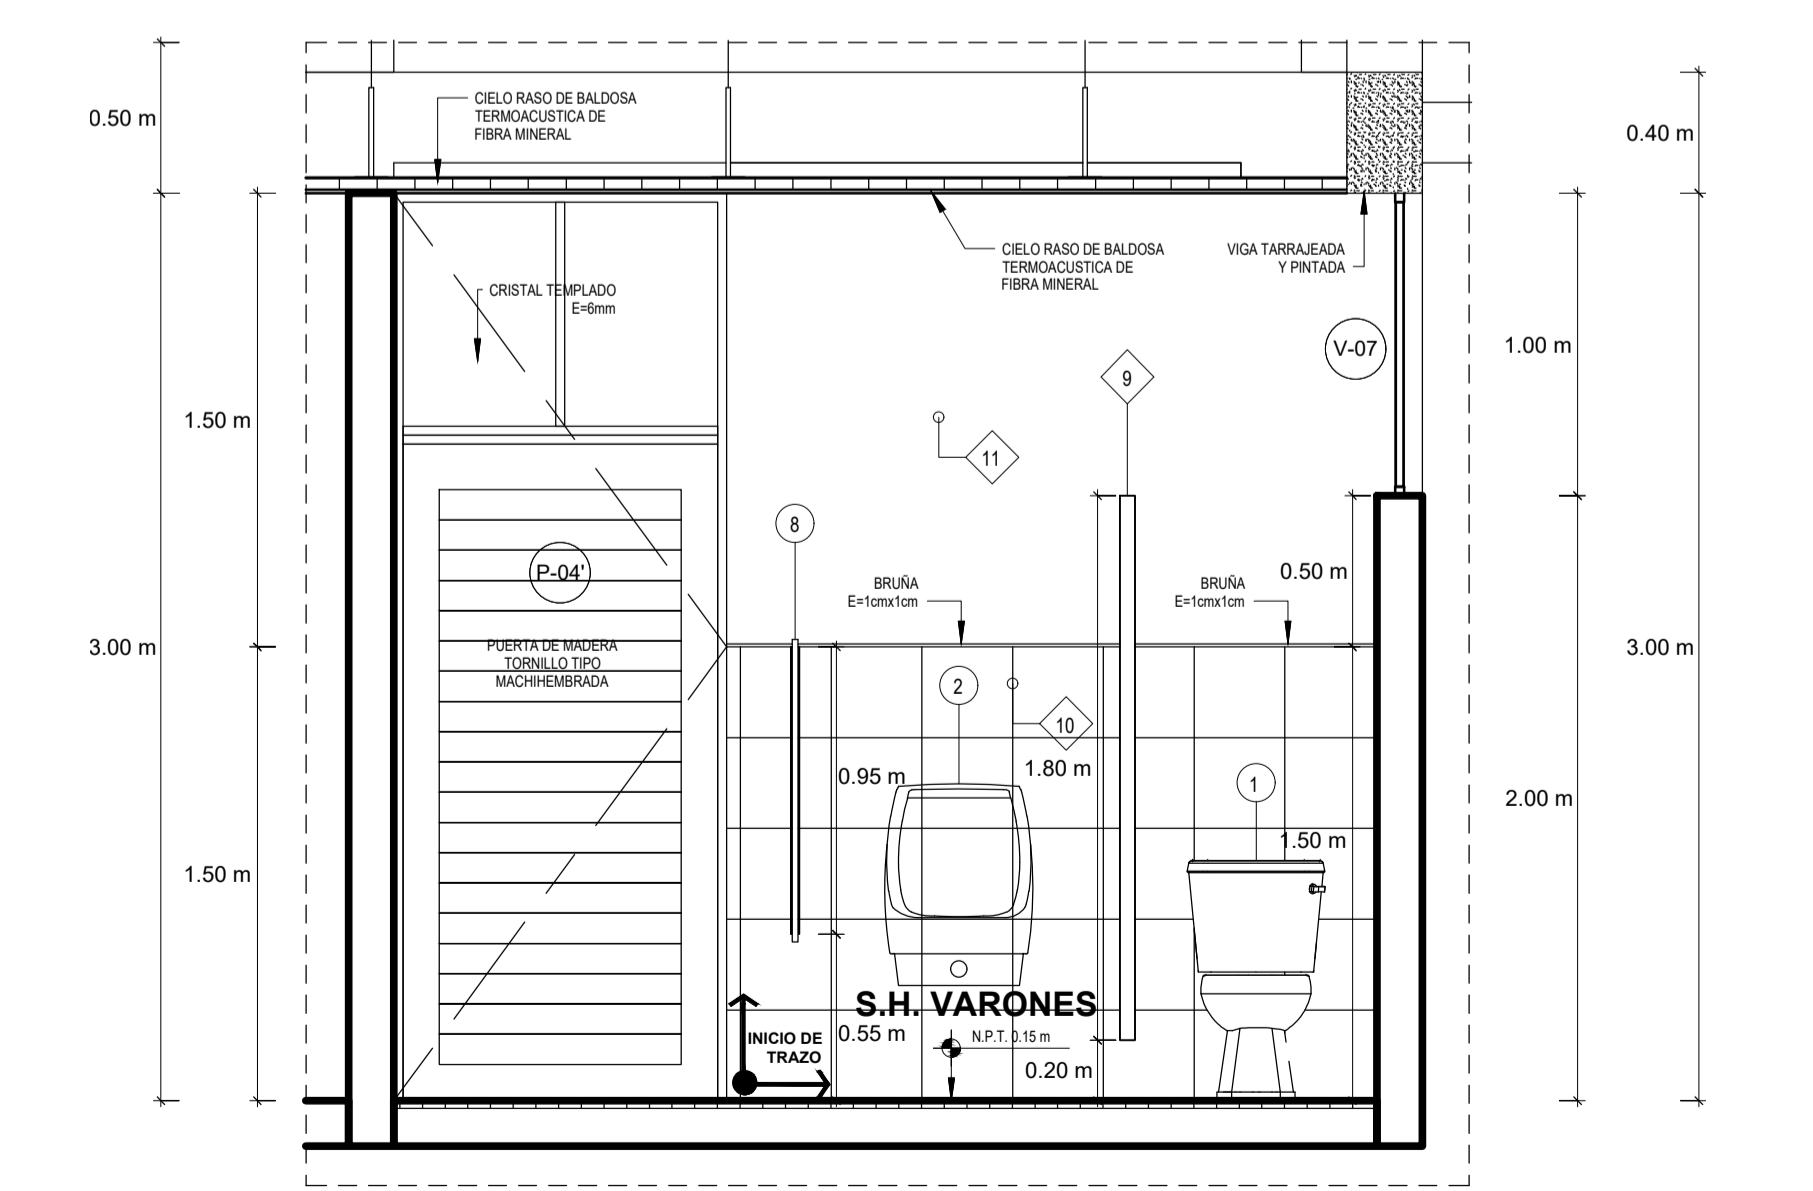 0.50 m
CIELO RASO DE BALDOSA
TERMOACUSTICA DE
FIBRA MINERAL
0.40 m
CIELO RASO DE BALDOSA
TERMOACUSTICA DE
FIBRA MINERAL
VIGA TARRAJEADA
Y PINTADA
CRISTAL TEMPLADO
E=6mm
V-07
1.00 m
9
1.50 m
11
8
P-04'
0.50 m
BRUÑA
E=1cmx1cm
BRUÑA
E=1cmx1cm
3.00 m
PUERTA DE MADERA
TORNILLO TIPO
MACHIHEMBRADA
3.00 m
2
10
0.95 m
1.80 m
1
2.00 m
1.50 m
1.50 m
S.H. VARONES
INICIO DE
TRAZO
0.55 m
N.P.T. 0.15 m
0.20 m